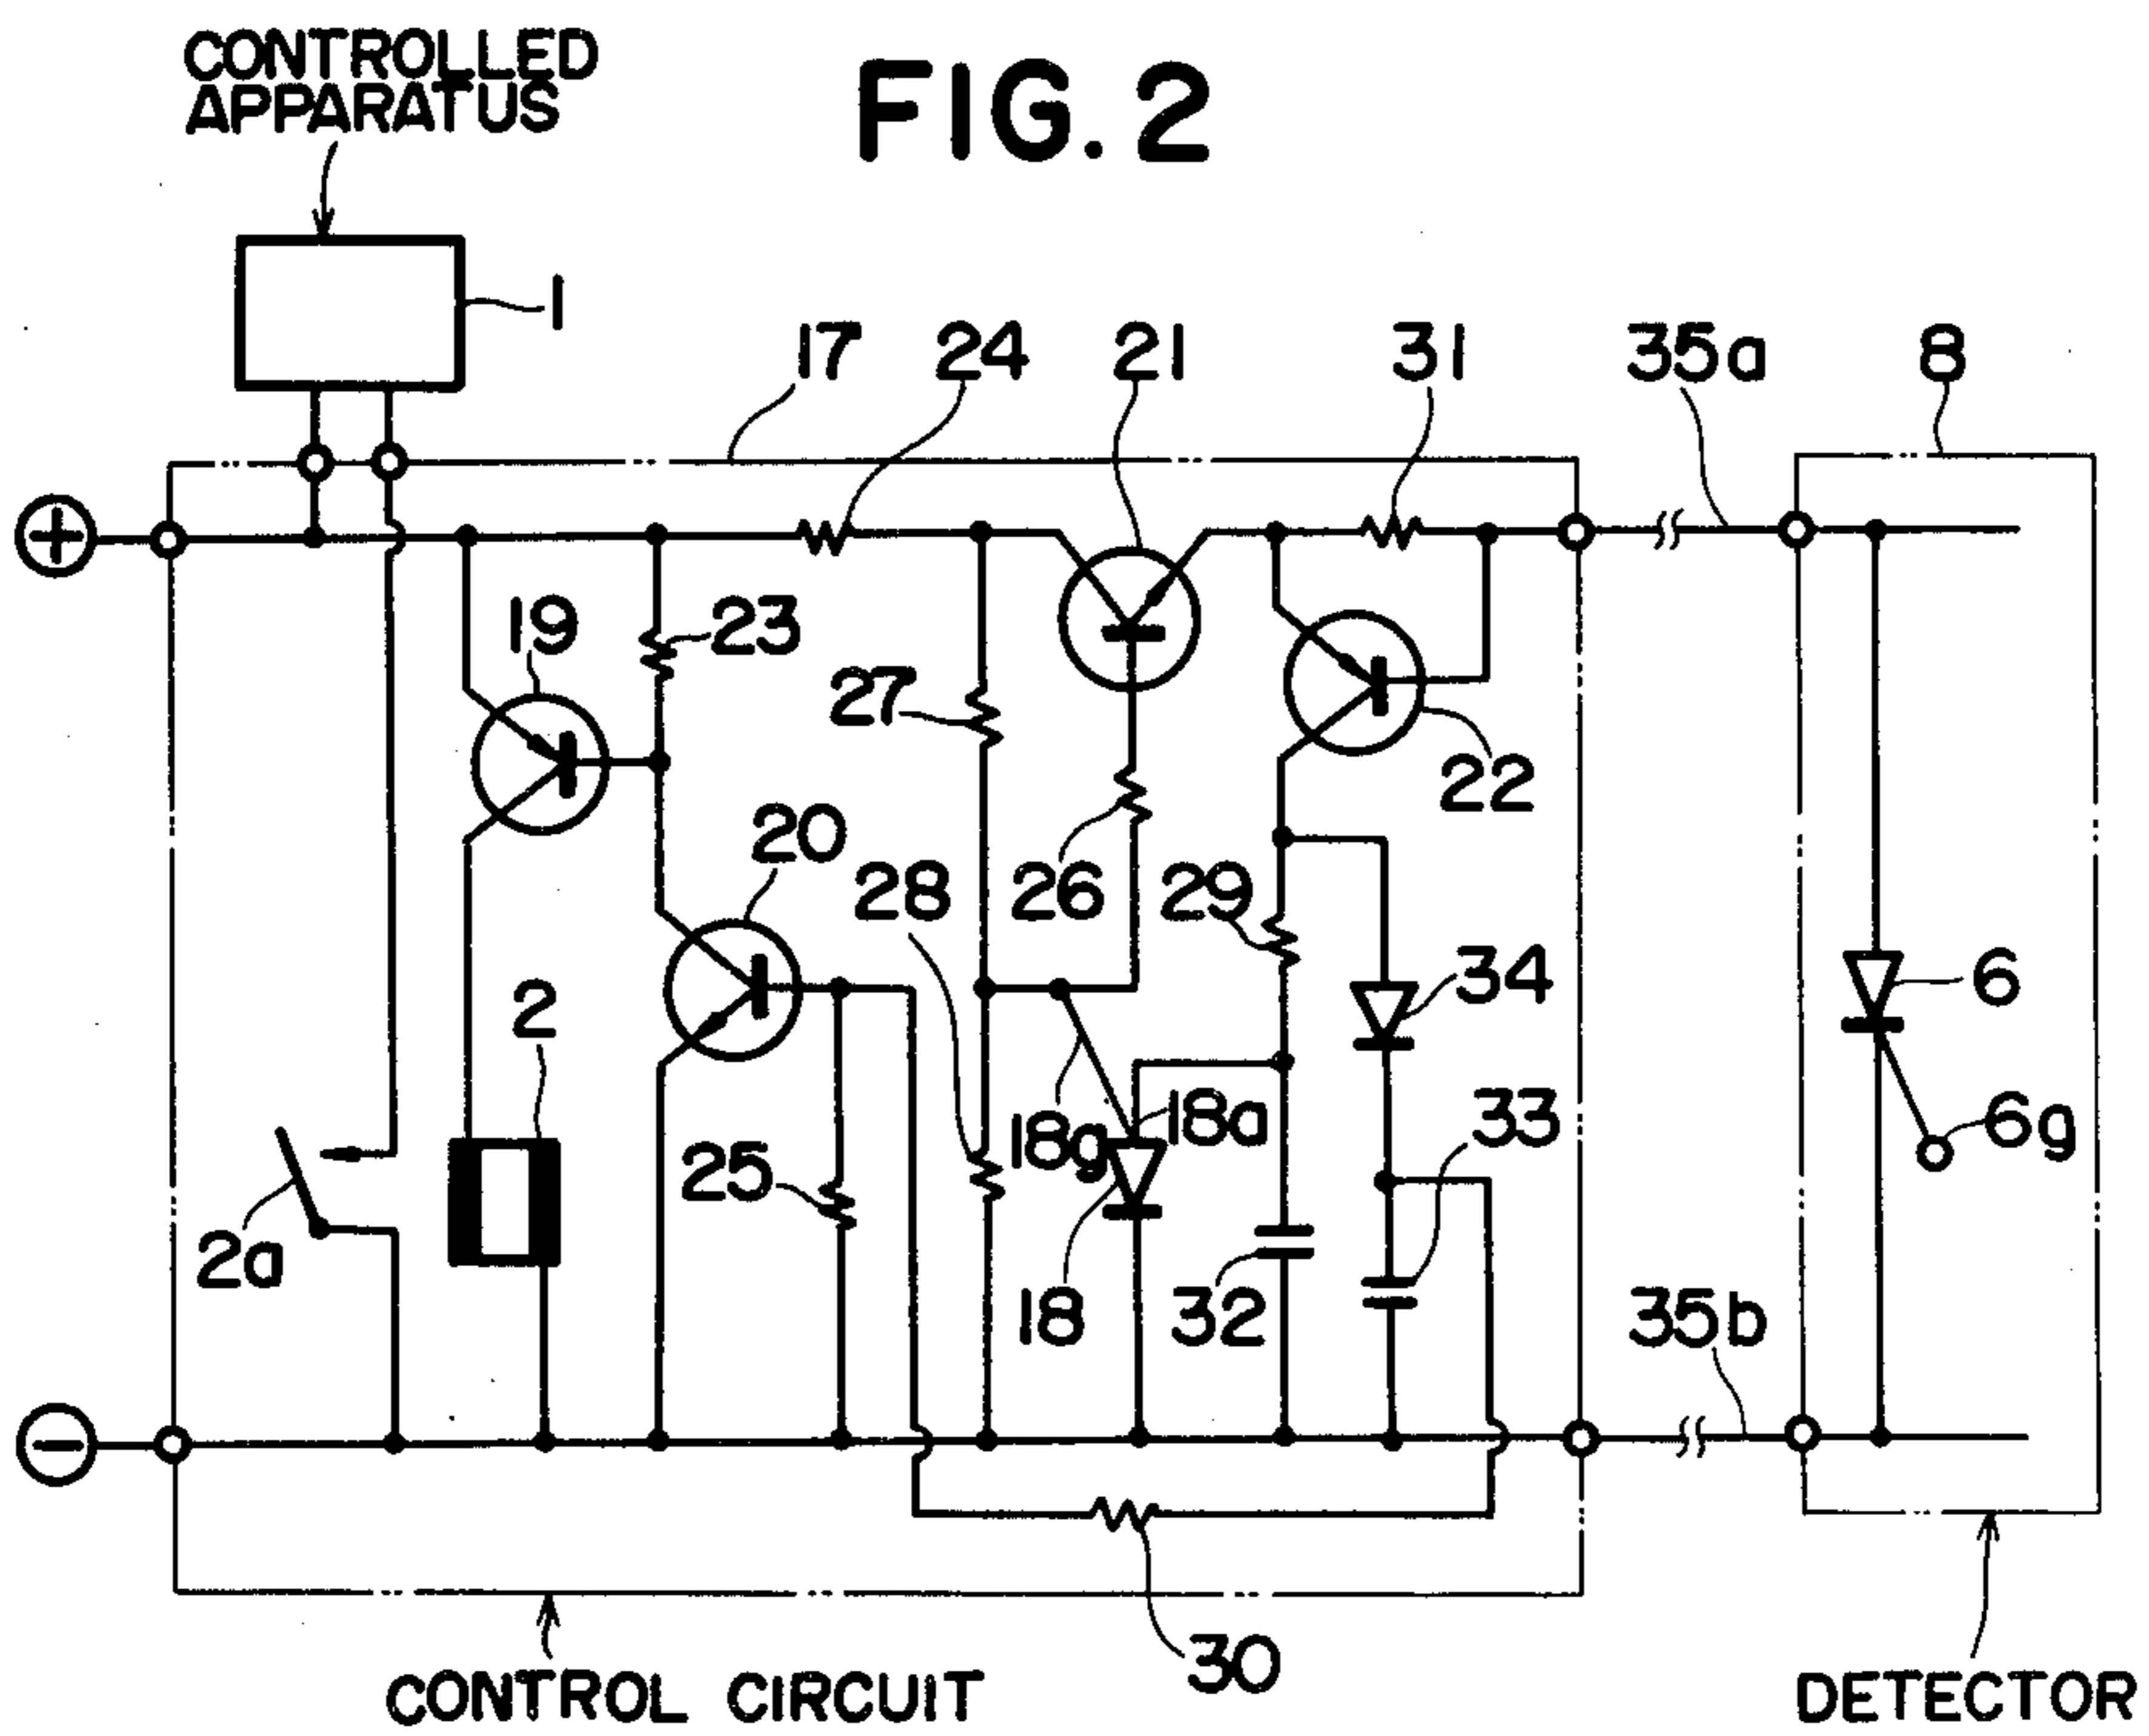 CONTROLLED
APPARATUS
FIG. 2
1
17
24
21
31
35a
8
19
23
27
22
20
28
26
29
2
34
6
18g
18a
33
6g
25
2a
18
32
35b
30
CONTROL CIRCUIT
DETECTOR